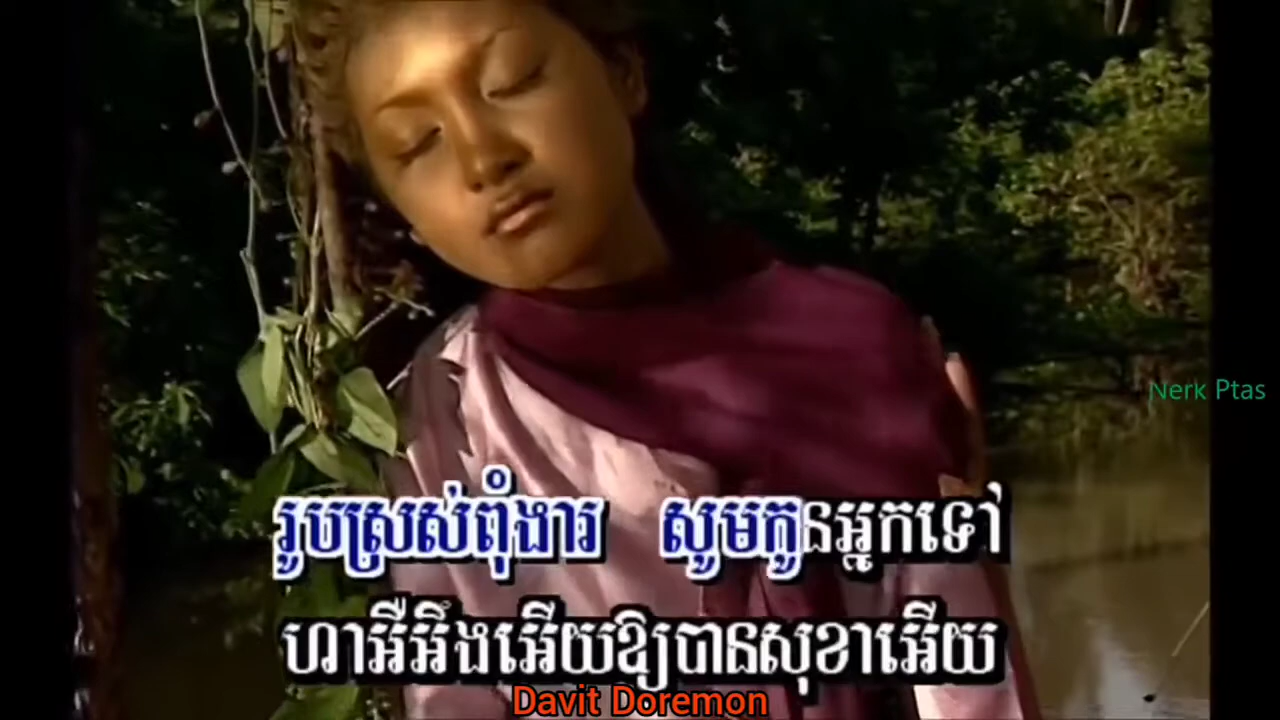 Nerk Ptas
រូបស្រស់ពុំងារ សូមកូនអ្នកទៅ
ហាអឺអឹងអើយឱ្យបានសុខាអើយ
Davit Doremon